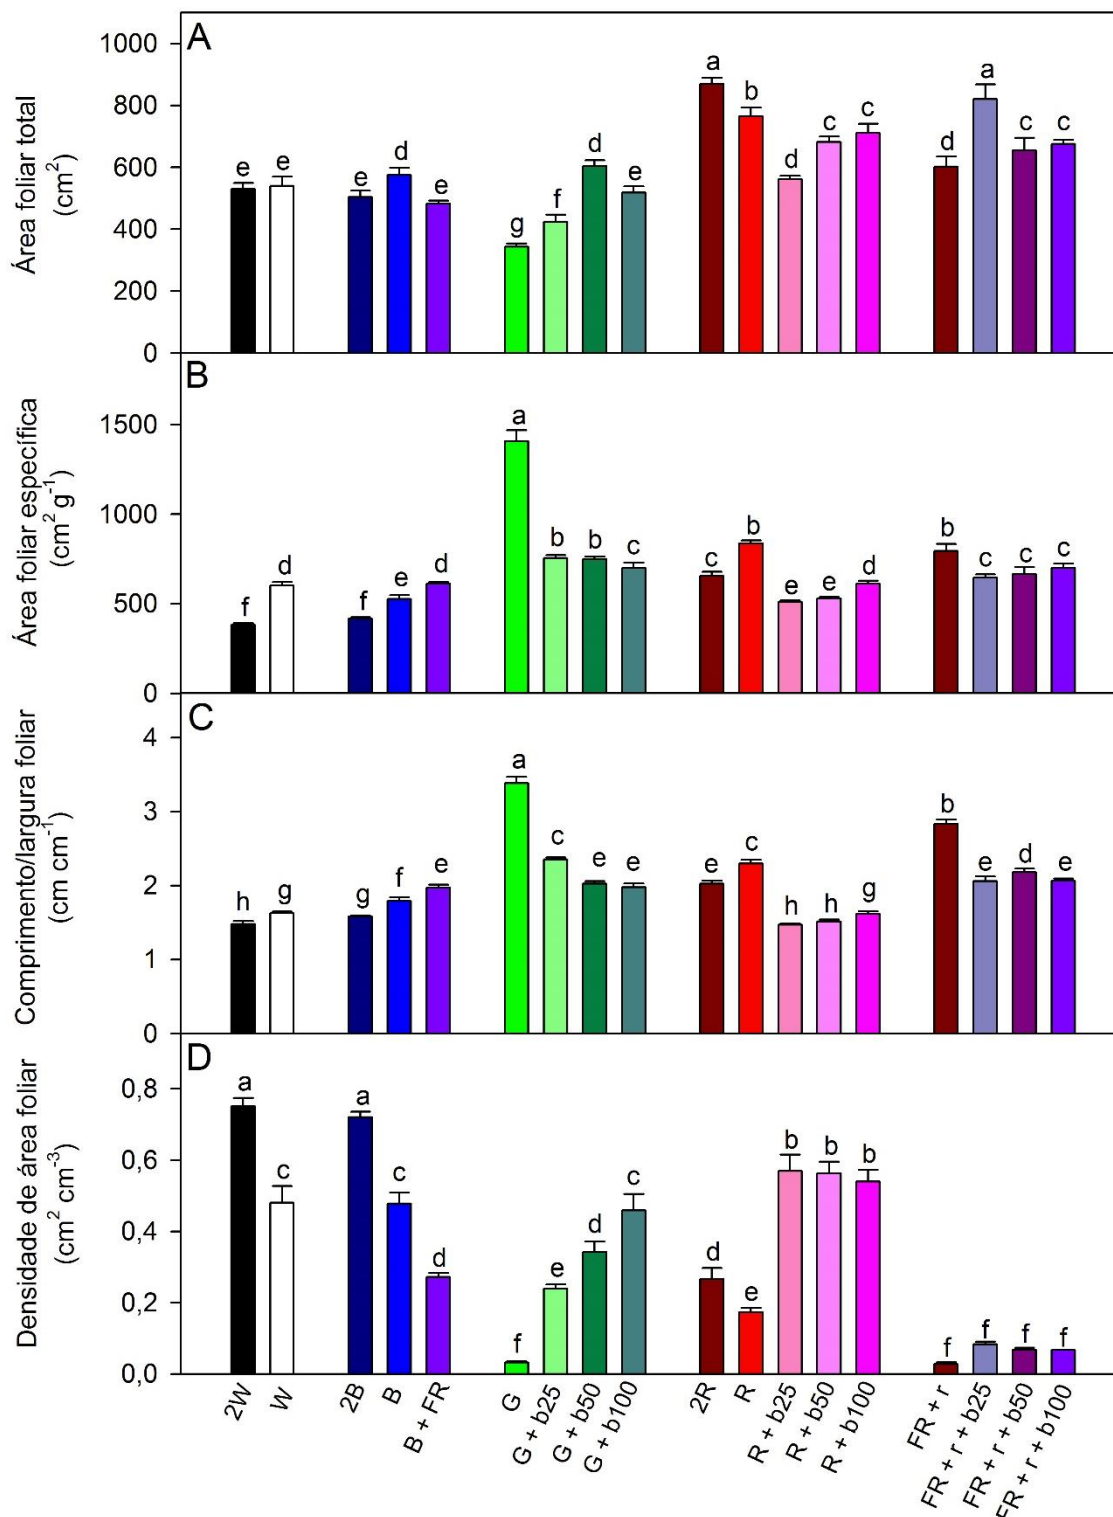 A
1000
800
600
400
200
0
Área foliar total
(cm²)
e e e d e g f d e a b d c c d a c c
B
1500
1000
500
0
Área foliar específica
(cm² g⁻¹)
f d f e d a b b c c b e e d b c c c
C
4
3
2
1
0
Comprimento/largura foliar
(cm cm⁻¹)
h g g f e a c e e e c h h g b e d e
D
0,8
0,6
0,4
0,2
0,0
Densidade de área foliar
(cm² cm⁻³)
a c a c d f e d c d e b b b f f f f
2W
W
2B
B
B + FR
G
G + b25
G + b50
G + b100
2R
R
R + b25
R + b50
R + b100
FR + r
FR + r + b25
FR + r + b50
FR + r + b100